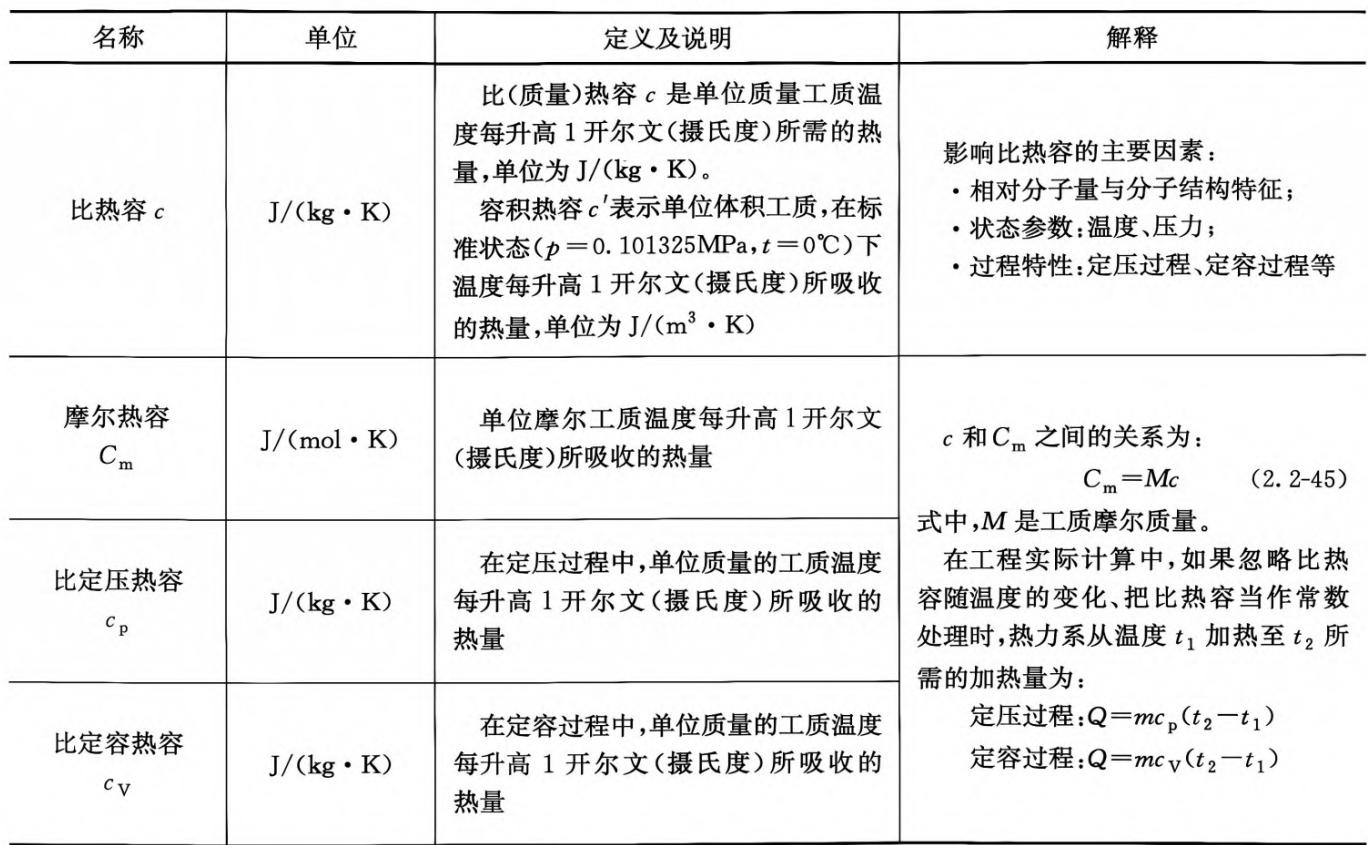 名称 单位 定义及说明 解释
比热容 c
J/(kg·K)
比(质量)热容 c 是单位质量工质温
度每升高 1 开尔文(摄氏度)所需的热
量,单位为 J/(kg·K)。
容积热容 c′表示单位体积工质,在标
准状态(p=0.101325MPa,t=0℃)下
温度每升高 1 开尔文(摄氏度)所吸收
的热量,单位为 J/(m³·K)
影响比热容的主要因素:
·相对分子量与分子结构特征;
·状态参数:温度、压力;
·过程特性:定压过程、定容过程等
摩尔热容
Cₘ
J/(mol·K)
单位摩尔工质温度每升高 1 开尔文
(摄氏度)所吸收的热量
比定压热容
cₚ
J/(kg·K)
在定压过程中,单位质量的工质温度
每升高 1 开尔文(摄氏度)所吸收的
热量
比定容热容
c_V
J/(kg·K)
在定容过程中,单位质量的工质温度
每升高 1 开尔文(摄氏度)所吸收的
热量
c 和 Cₘ 之间的关系为:
Cₘ=Mc (2.2-45)
式中,M 是工质摩尔质量。
在工程实际计算中,如果忽略比热
容随温度的变化、把比热容当作常数
处理时,热力系从温度 t₁ 加热至 t₂ 所
需的加热量为:
定压过程:Q=mcₚ(t₂−t₁)
定容过程:Q=mc_V(t₂−t₁)